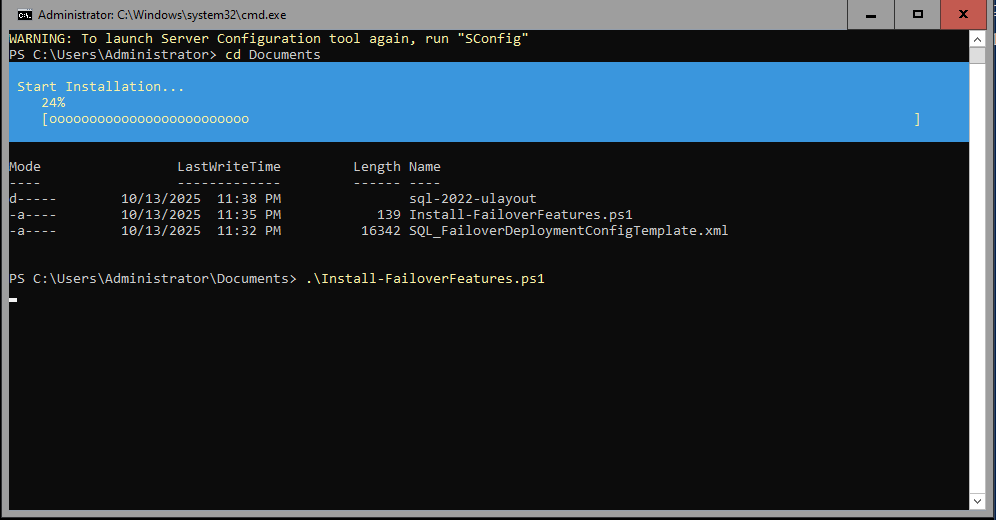 Administrator: C:\Windows\system32\cmd.exe
WARNING: To launch Server Configuration tool again, run "SConfig"
PS C:\Users\Administrator> cd Documents
Start Installation...
24%
[ooooooooooooooooooooooooooo ]
Mode LastWriteTime Length Name
---- ------------- ------ ----
d----- 10/13/2025 11:38 PM sql-2022-ulayout
-a---- 10/13/2025 11:35 PM 139 Install-FailoverFeatures.ps1
-a---- 10/13/2025 11:32 PM 16342 SQL_FailoverDeploymentConfigTemplate.xml
PS C:\Users\Administrator\Documents> .\Install-FailoverFeatures.ps1